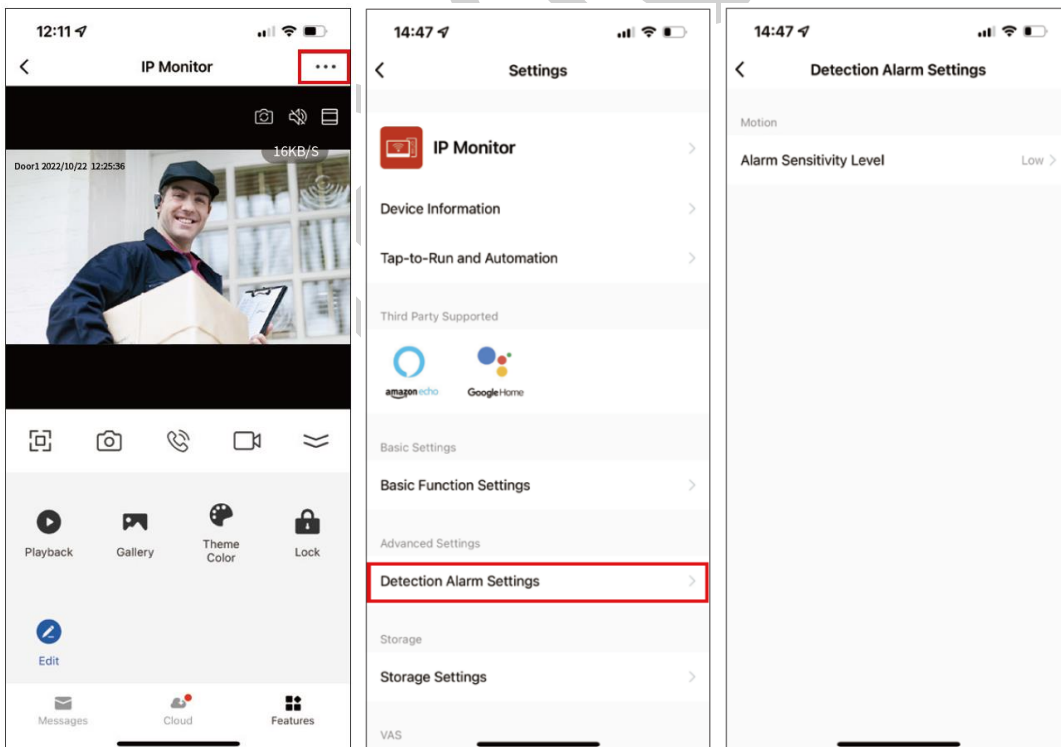 12:11
IP Monitor
16KB/S
Door1 2022/10/22 12:25:36
Playback
Gallery
Theme
Color
Lock
Edit
Messages
Cloud
Features
14:47
Settings
IP Monitor
Device Information
Tap-to-Run and Automation
Third Party Supported
amazon echo
Google Home
Basic Settings
Basic Function Settings
Advanced Settings
Detection Alarm Settings
Storage
Storage Settings
VAS
14:47
Detection Alarm Settings
Motion
Alarm Sensitivity Level Low